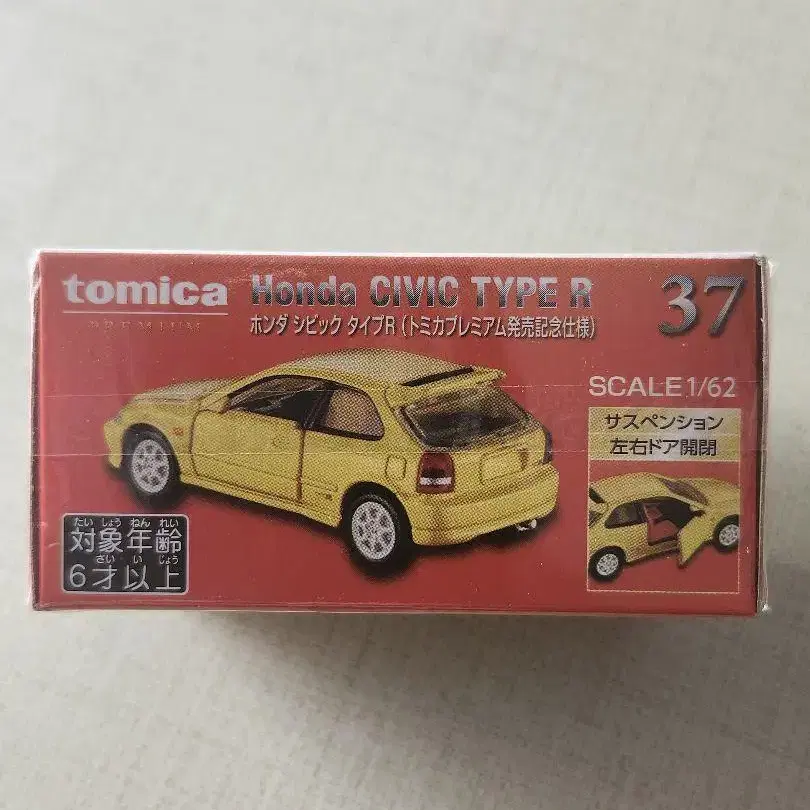 tomica
PREMIUM
Honda CIVIC TYPE R
ホンダ シビック タイプR (トミカプレミアム発売記念仕様)
37
SCALE1/62
サスペンション
左右ドア開閉
たい しょう ねん れい
対象年齢
さい い じょう
6才以上